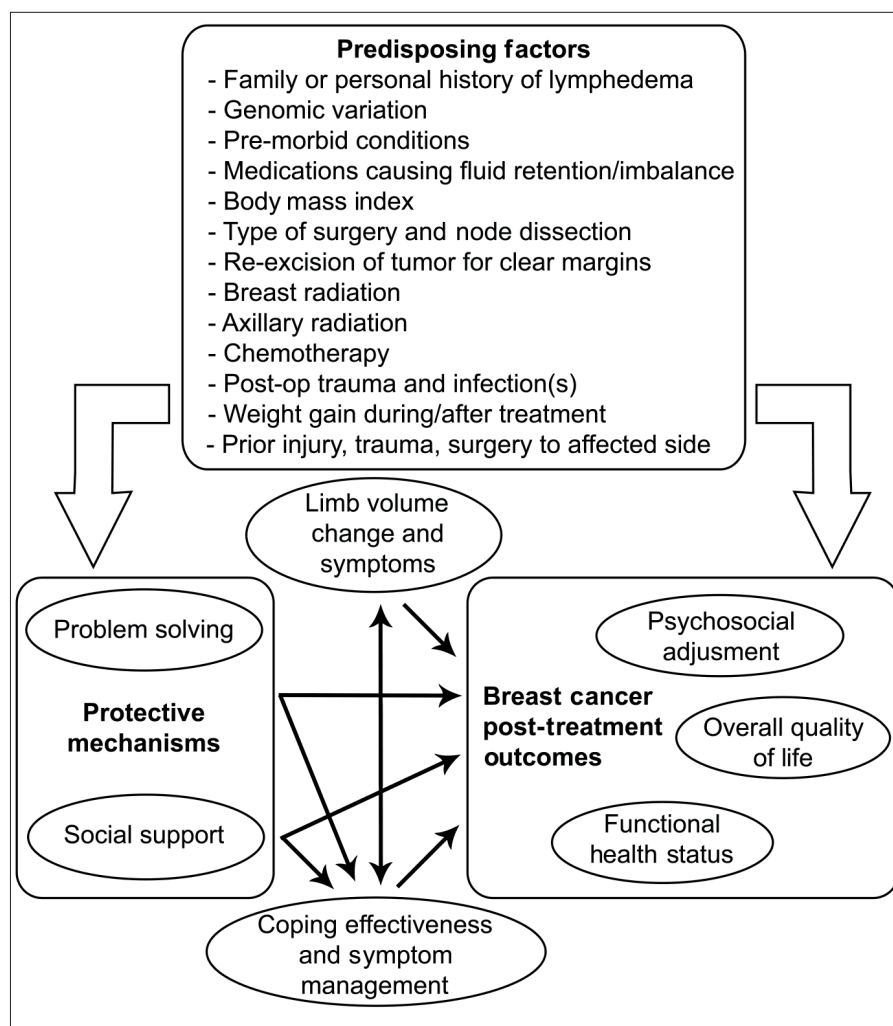 Predisposing factors
- Family or personal history of lymphedema
- Genomic variation
- Pre-morbid conditions
- Medications causing fluid retention/imbalance
- Body mass index
- Type of surgery and node dissection
- Re-excision of tumor for clear margins
- Breast radiation
- Axillary radiation
- Chemotherapy
- Post-op trauma and infection(s)
- Weight gain during/after treatment
- Prior injury, trauma, surgery to affected side
Limb volume
change and
symptoms
Problem solving
Protective
mechanisms
Social support
Psychosocial
adjusment
Breast cancer
post-treatment
outcomes
Overall quality
of life
Functional
health status
Coping effectiveness
and symptom
management